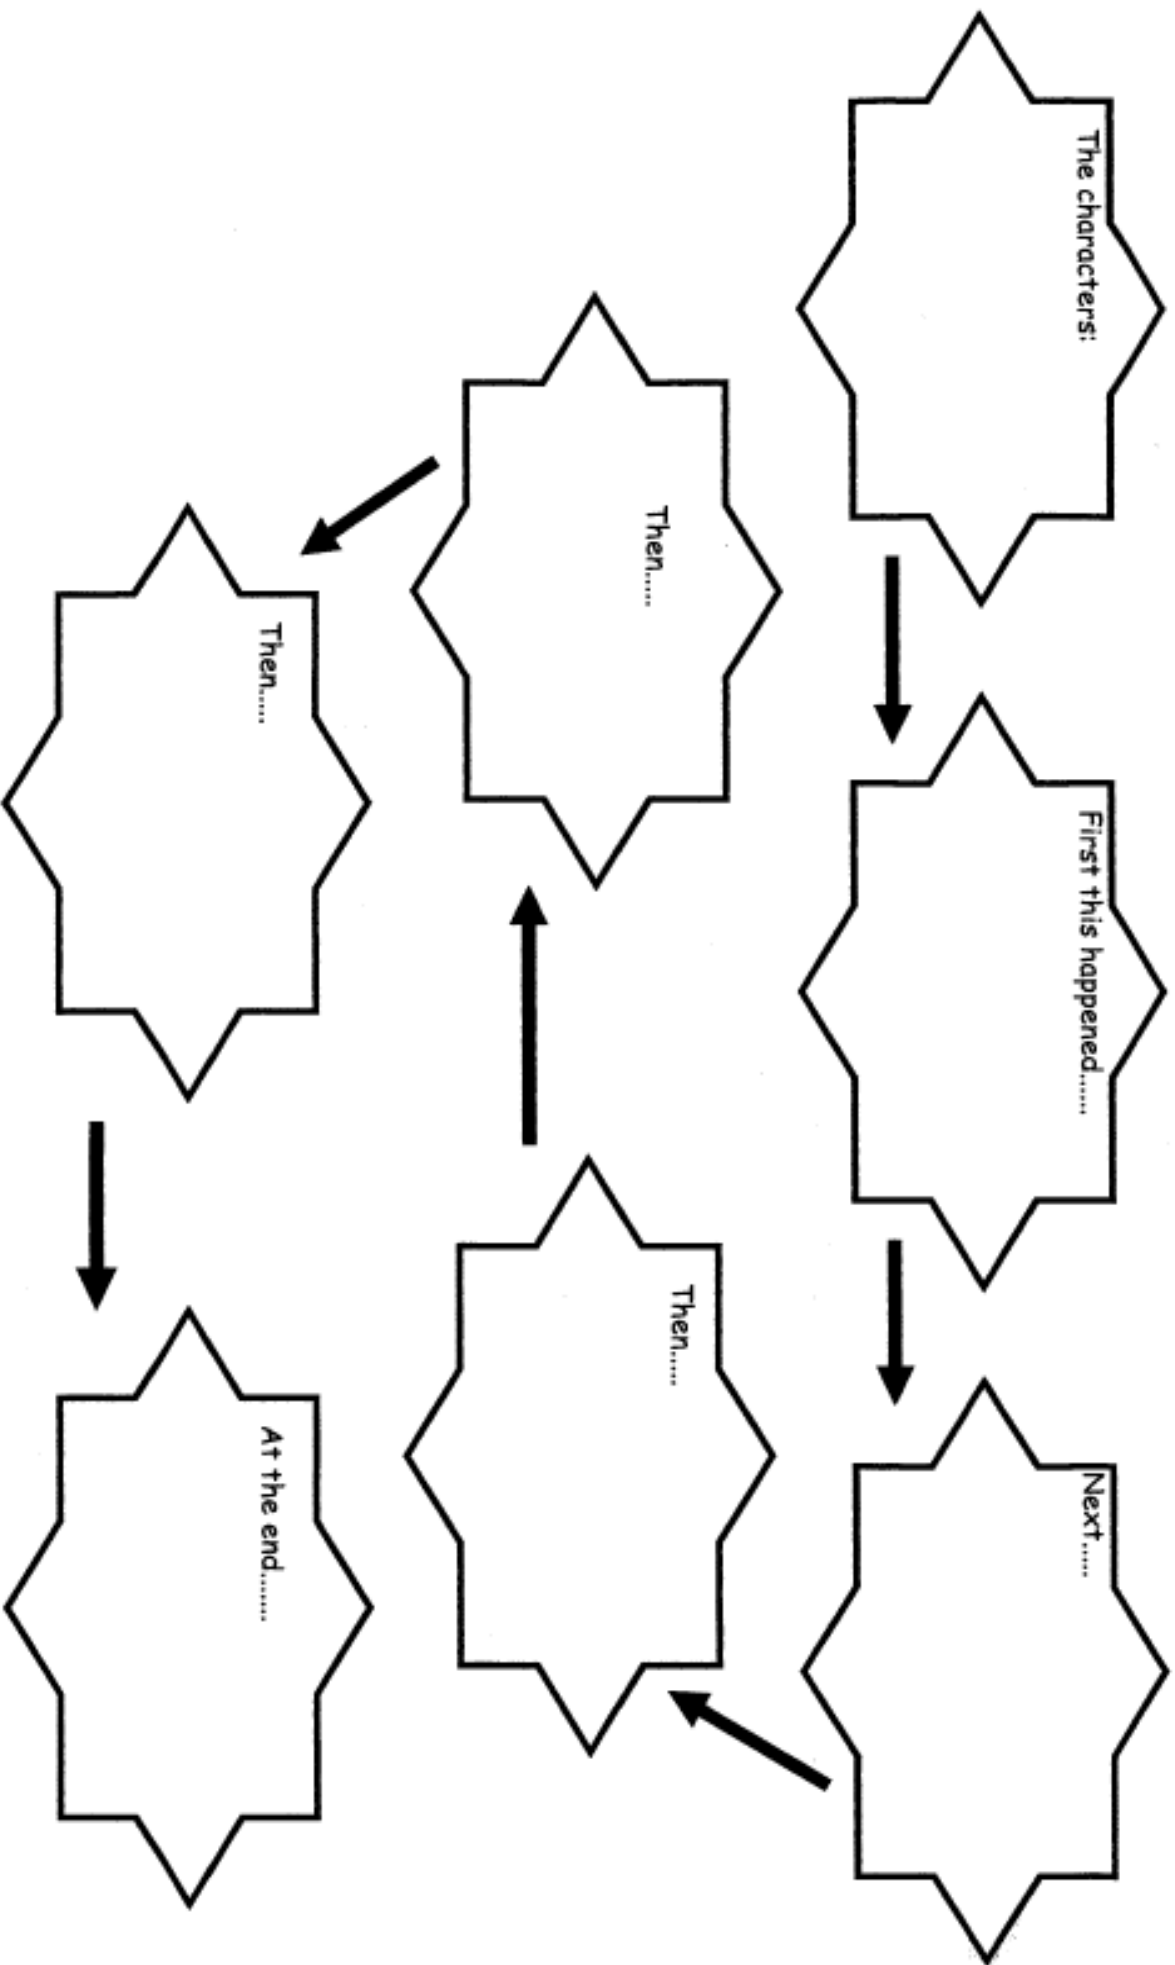 The characters:
First this happened......
Next.....
Then.....
Then.....
Then.....
At the end.......